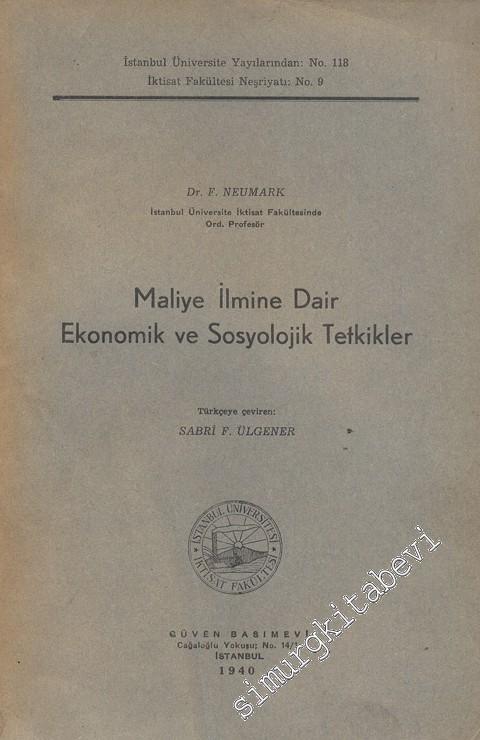 İstanbul Üniversite Yayılarından: No. 118
İktisat Fakültesi Neşriyatı: No. 9
Dr. F. NEUMARK
İstanbul Üniversite İktisat Fakültesinde
Ord. Profesör
Maliye İlmine Dair
Ekonomik ve Sosyolojik Tetkikler
Türkçeye çeviren:
SABRİ F. ÜLGENER
İSTANBUL ÜNİVERSİTESİ
İKTİSAT FAKÜLTESİ
GÜVEN BASIMEVİ
Cağaloğlu Yokuşu; No. 14/
İSTANBUL
1940
simurgkitabevi